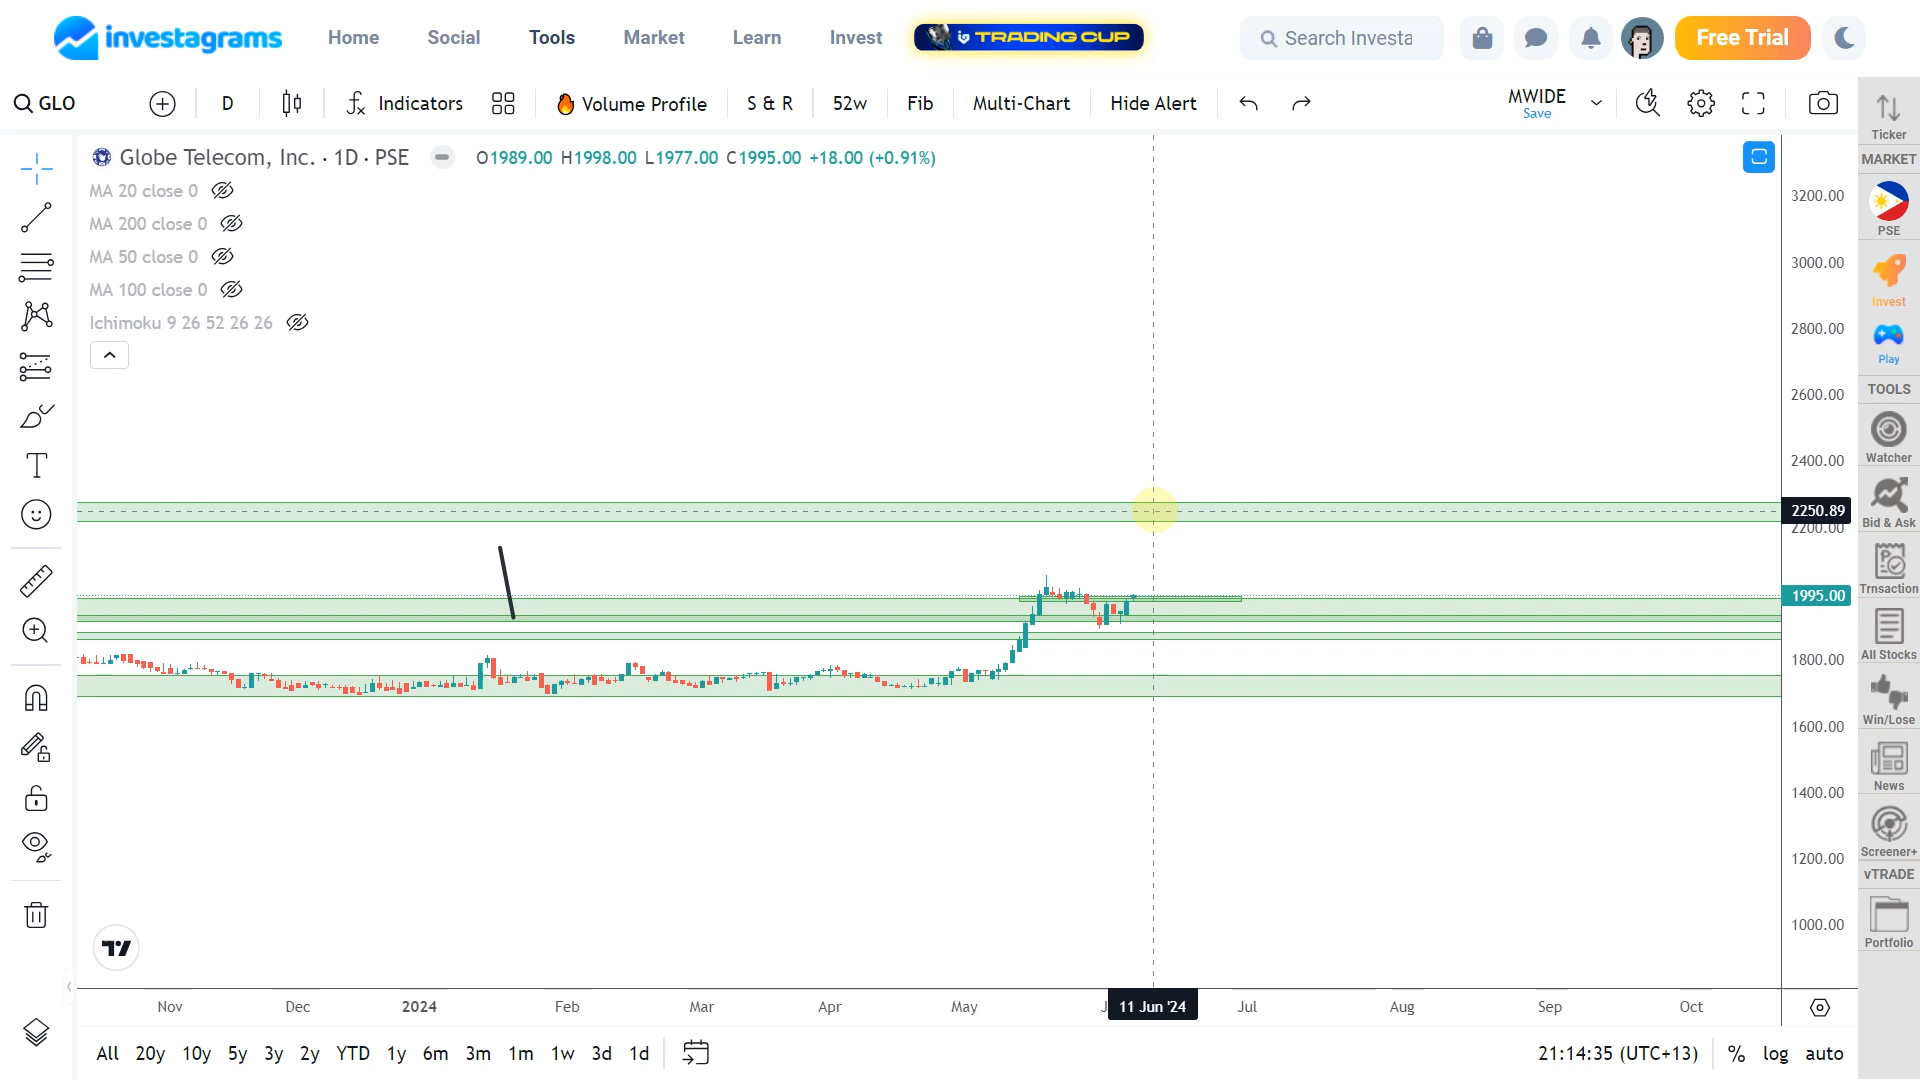 investagrams Home Social Tools Market Learn Invest TRADING CUP Search Investa Free Trial
GLO D Indicators Volume Profile S & R 52w Fib Multi-Chart Hide Alert MWIDE
Save
Globe Telecom, Inc. · 1D · PSE O1989.00 H1998.00 L1977.00 C1995.00 +18.00 (+0.91%)
MA 20 close 0
MA 200 close 0
MA 50 close 0
MA 100 close 0
Ichimoku 9 26 52 26 26
3200.00
3000.00
2800.00
2600.00
2400.00
2250.89
2200.00
1995.00
1800.00
1600.00
1400.00
1200.00
1000.00
Nov Dec 2024 Feb Mar Apr May 11 Jun '24 Jul Aug Sep Oct
All 20y 10y 5y 3y 2y YTD 1y 6m 3m 1m 1w 3d 1d 21:14:35 (UTC+13) % log auto
Ticker
MARKET
PSE
Invest
Play
TOOLS
Watcher
Bid & Ask
Trnsaction
All Stocks
Win/Lose
News
Screener+
vTRADE
Portfolio